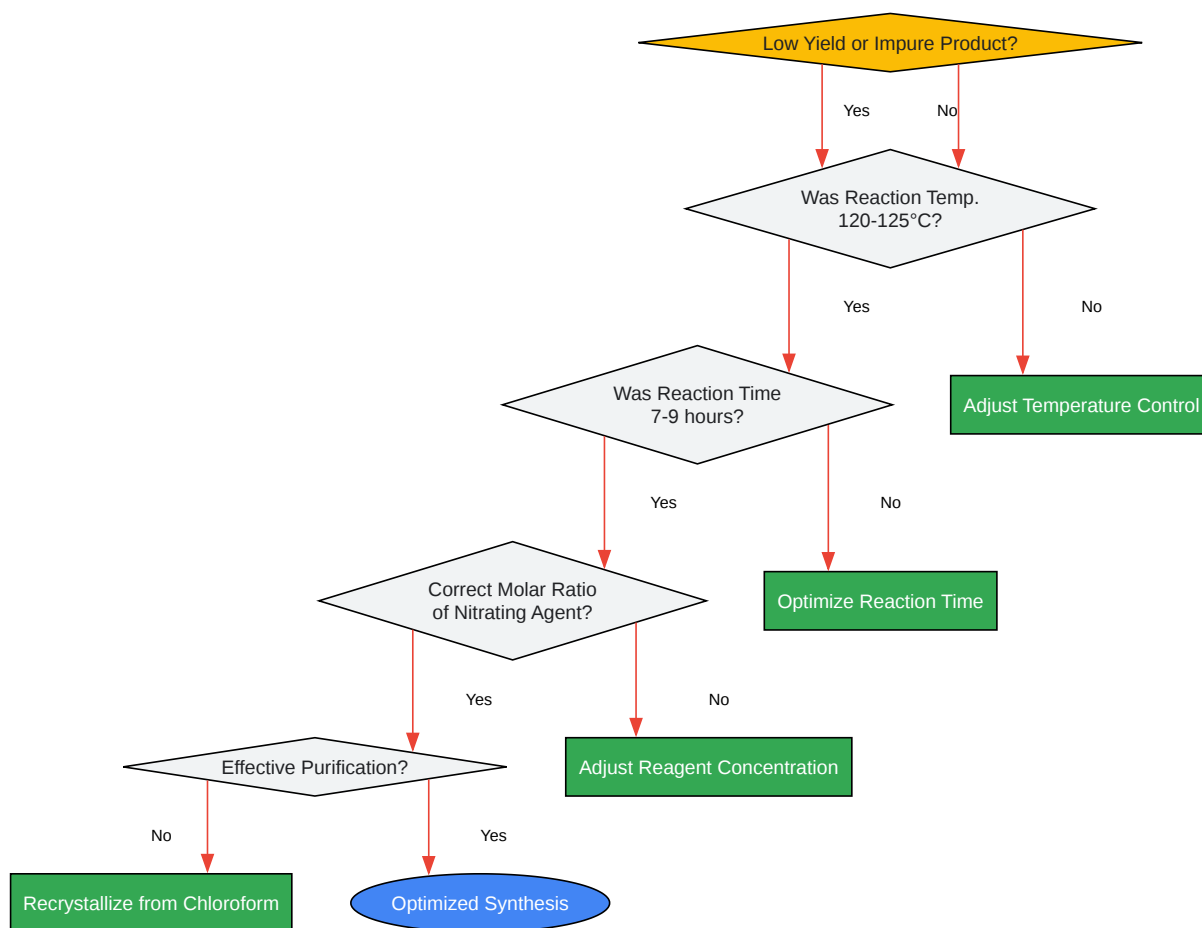 Low Yield or Impure Product?
Yes
No
Was Reaction Temp.
120-125°C?
Yes
No
Was Reaction Time
7-9 hours?
Adjust Temperature Control
Yes
No
Correct Molar Ratio
of Nitrating Agent?
Optimize Reaction Time
Yes
No
Effective Purification?
Adjust Reagent Concentration
No
Yes
Recrystallize from Chloroform
Optimized Synthesis